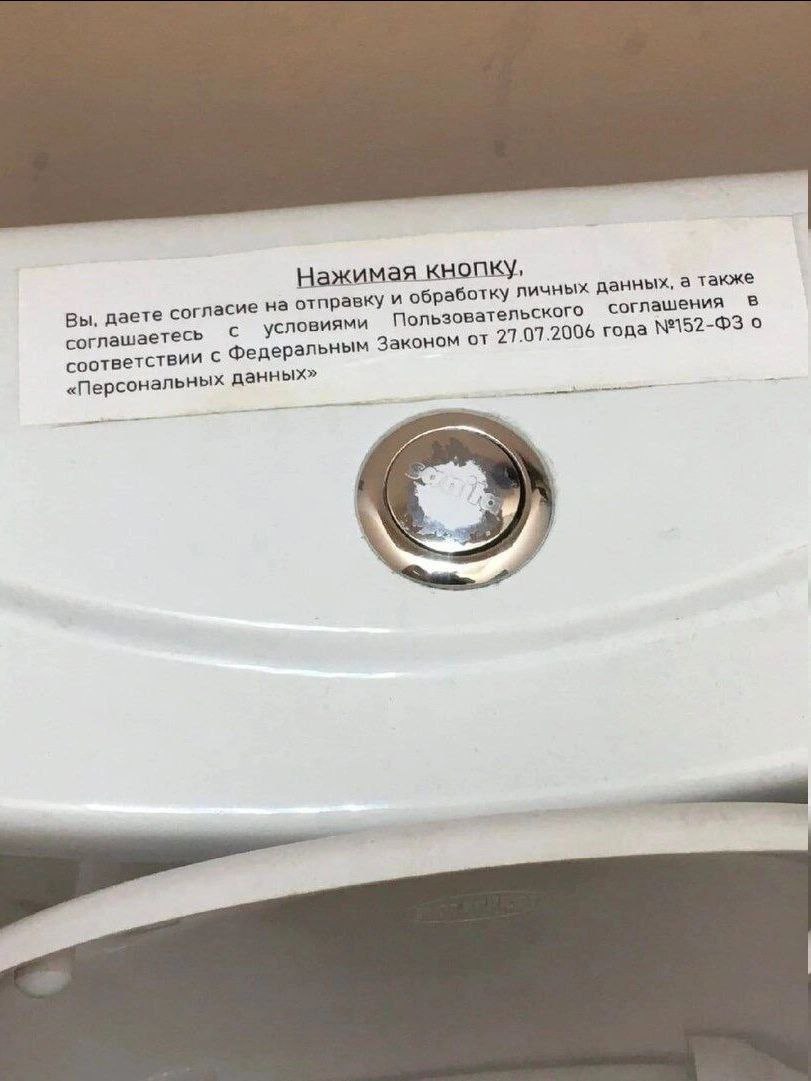 Нажимая кнопку,
Вы, даете согласие на отправку и обработку личных данных, а также
соглашаетесь с условиями Пользовательского соглашения в
соответствии с Федеральным Законом от 27.07.2006 года №152-ФЗ о
«Персональных данных»
Sanita